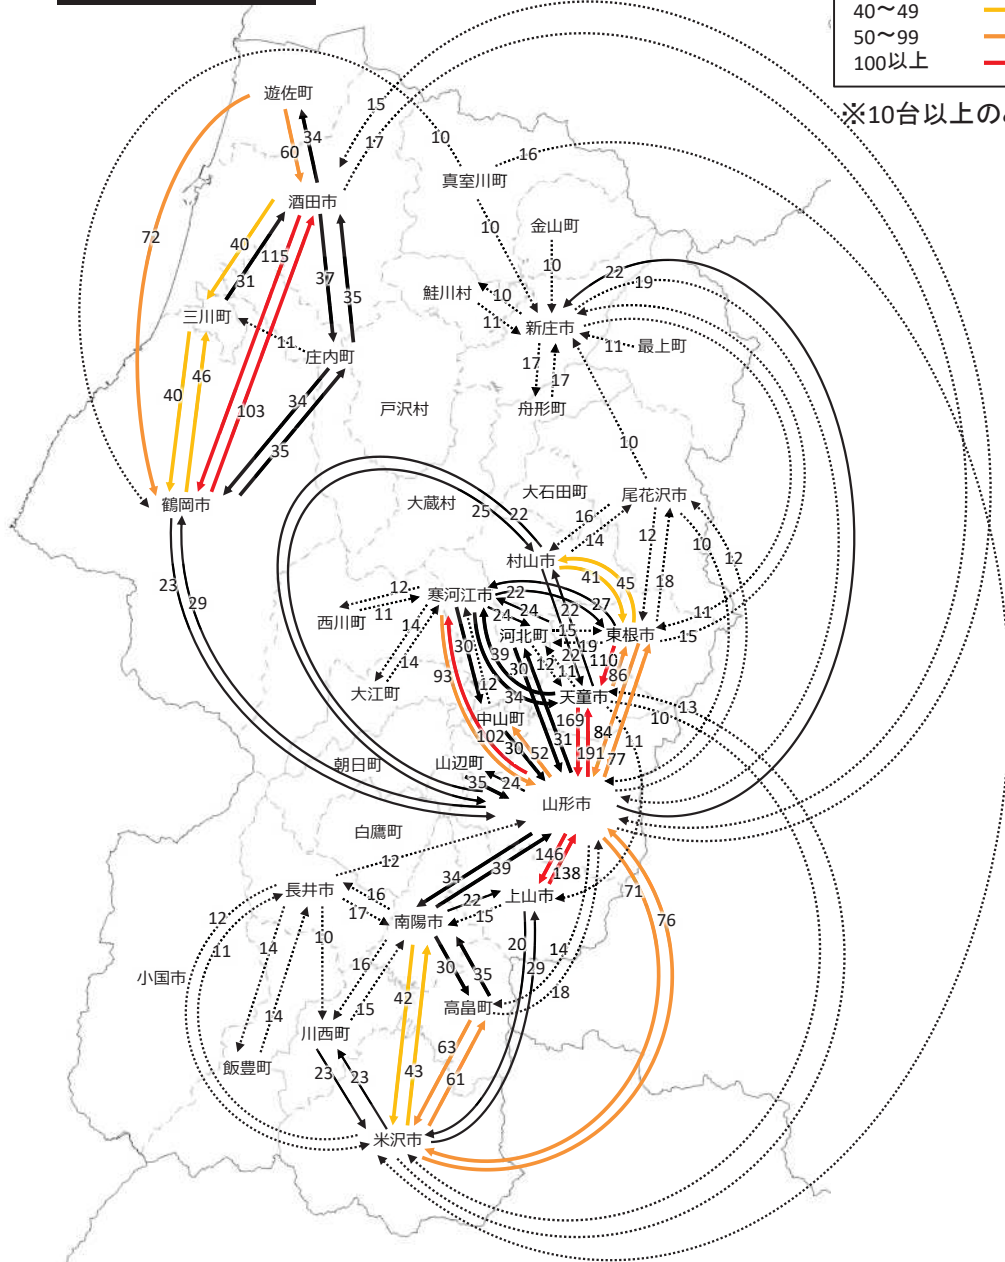 40～49
50～99
100以上
※10台以上の
遊佐町
15
34
17
10
60
16
真室川町
酒田市
10
金山町
72
40
115
10
22
31
37
19
35
鮭川村
10
三川町
11
新庄市
11
庄内町
11
最上町
46
17
40
17
34
103
戸沢村
舟形町
35
10
鶴岡市
大蔵村
大石田町
尾花沢市
25
22
16
14
12
10
12
村山市
23
29
41
45
18
12
寒河江市
22
27
11
11
24
24
22
西川町
14
河北町
15
東根市
15
30
39
19
22
110
14
93
30
12
11
86
大江町
12
34
天童市
13
中山町
169
10
102
31
84
11
30
52
191
77
朝日町
山辺町
35
24
山形市
白鷹町
12
146
34
39
138
71
長井市
16
22
上山市
12
17
南陽市
15
76
11
14
10
20
14
16
30
35
29
小国市
42
18
14
15
高畠町
川西町
63
飯豊町
23
23
43
61
米沢市